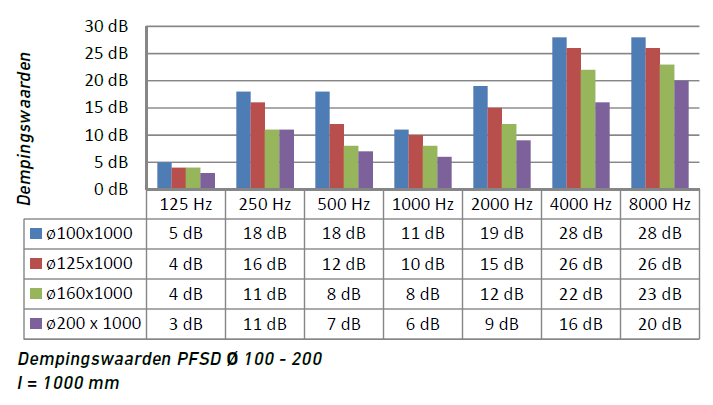 30 dB
25 dB
20 dB
15 dB
10 dB
5 dB
0 dB
Dempingswaarden
125 Hz 250 Hz 500 Hz 1000 Hz 2000 Hz 4000 Hz 8000 Hz
ø100x1000 5 dB 18 dB 18 dB 11 dB 19 dB 28 dB 28 dB
ø125x1000 4 dB 16 dB 12 dB 10 dB 15 dB 26 dB 26 dB
ø160x1000 4 dB 11 dB 8 dB 8 dB 12 dB 22 dB 23 dB
ø200 x 1000 3 dB 11 dB 7 dB 6 dB 9 dB 16 dB 20 dB
Dempingswaarden PFSD Ø 100 - 200
l = 1000 mm